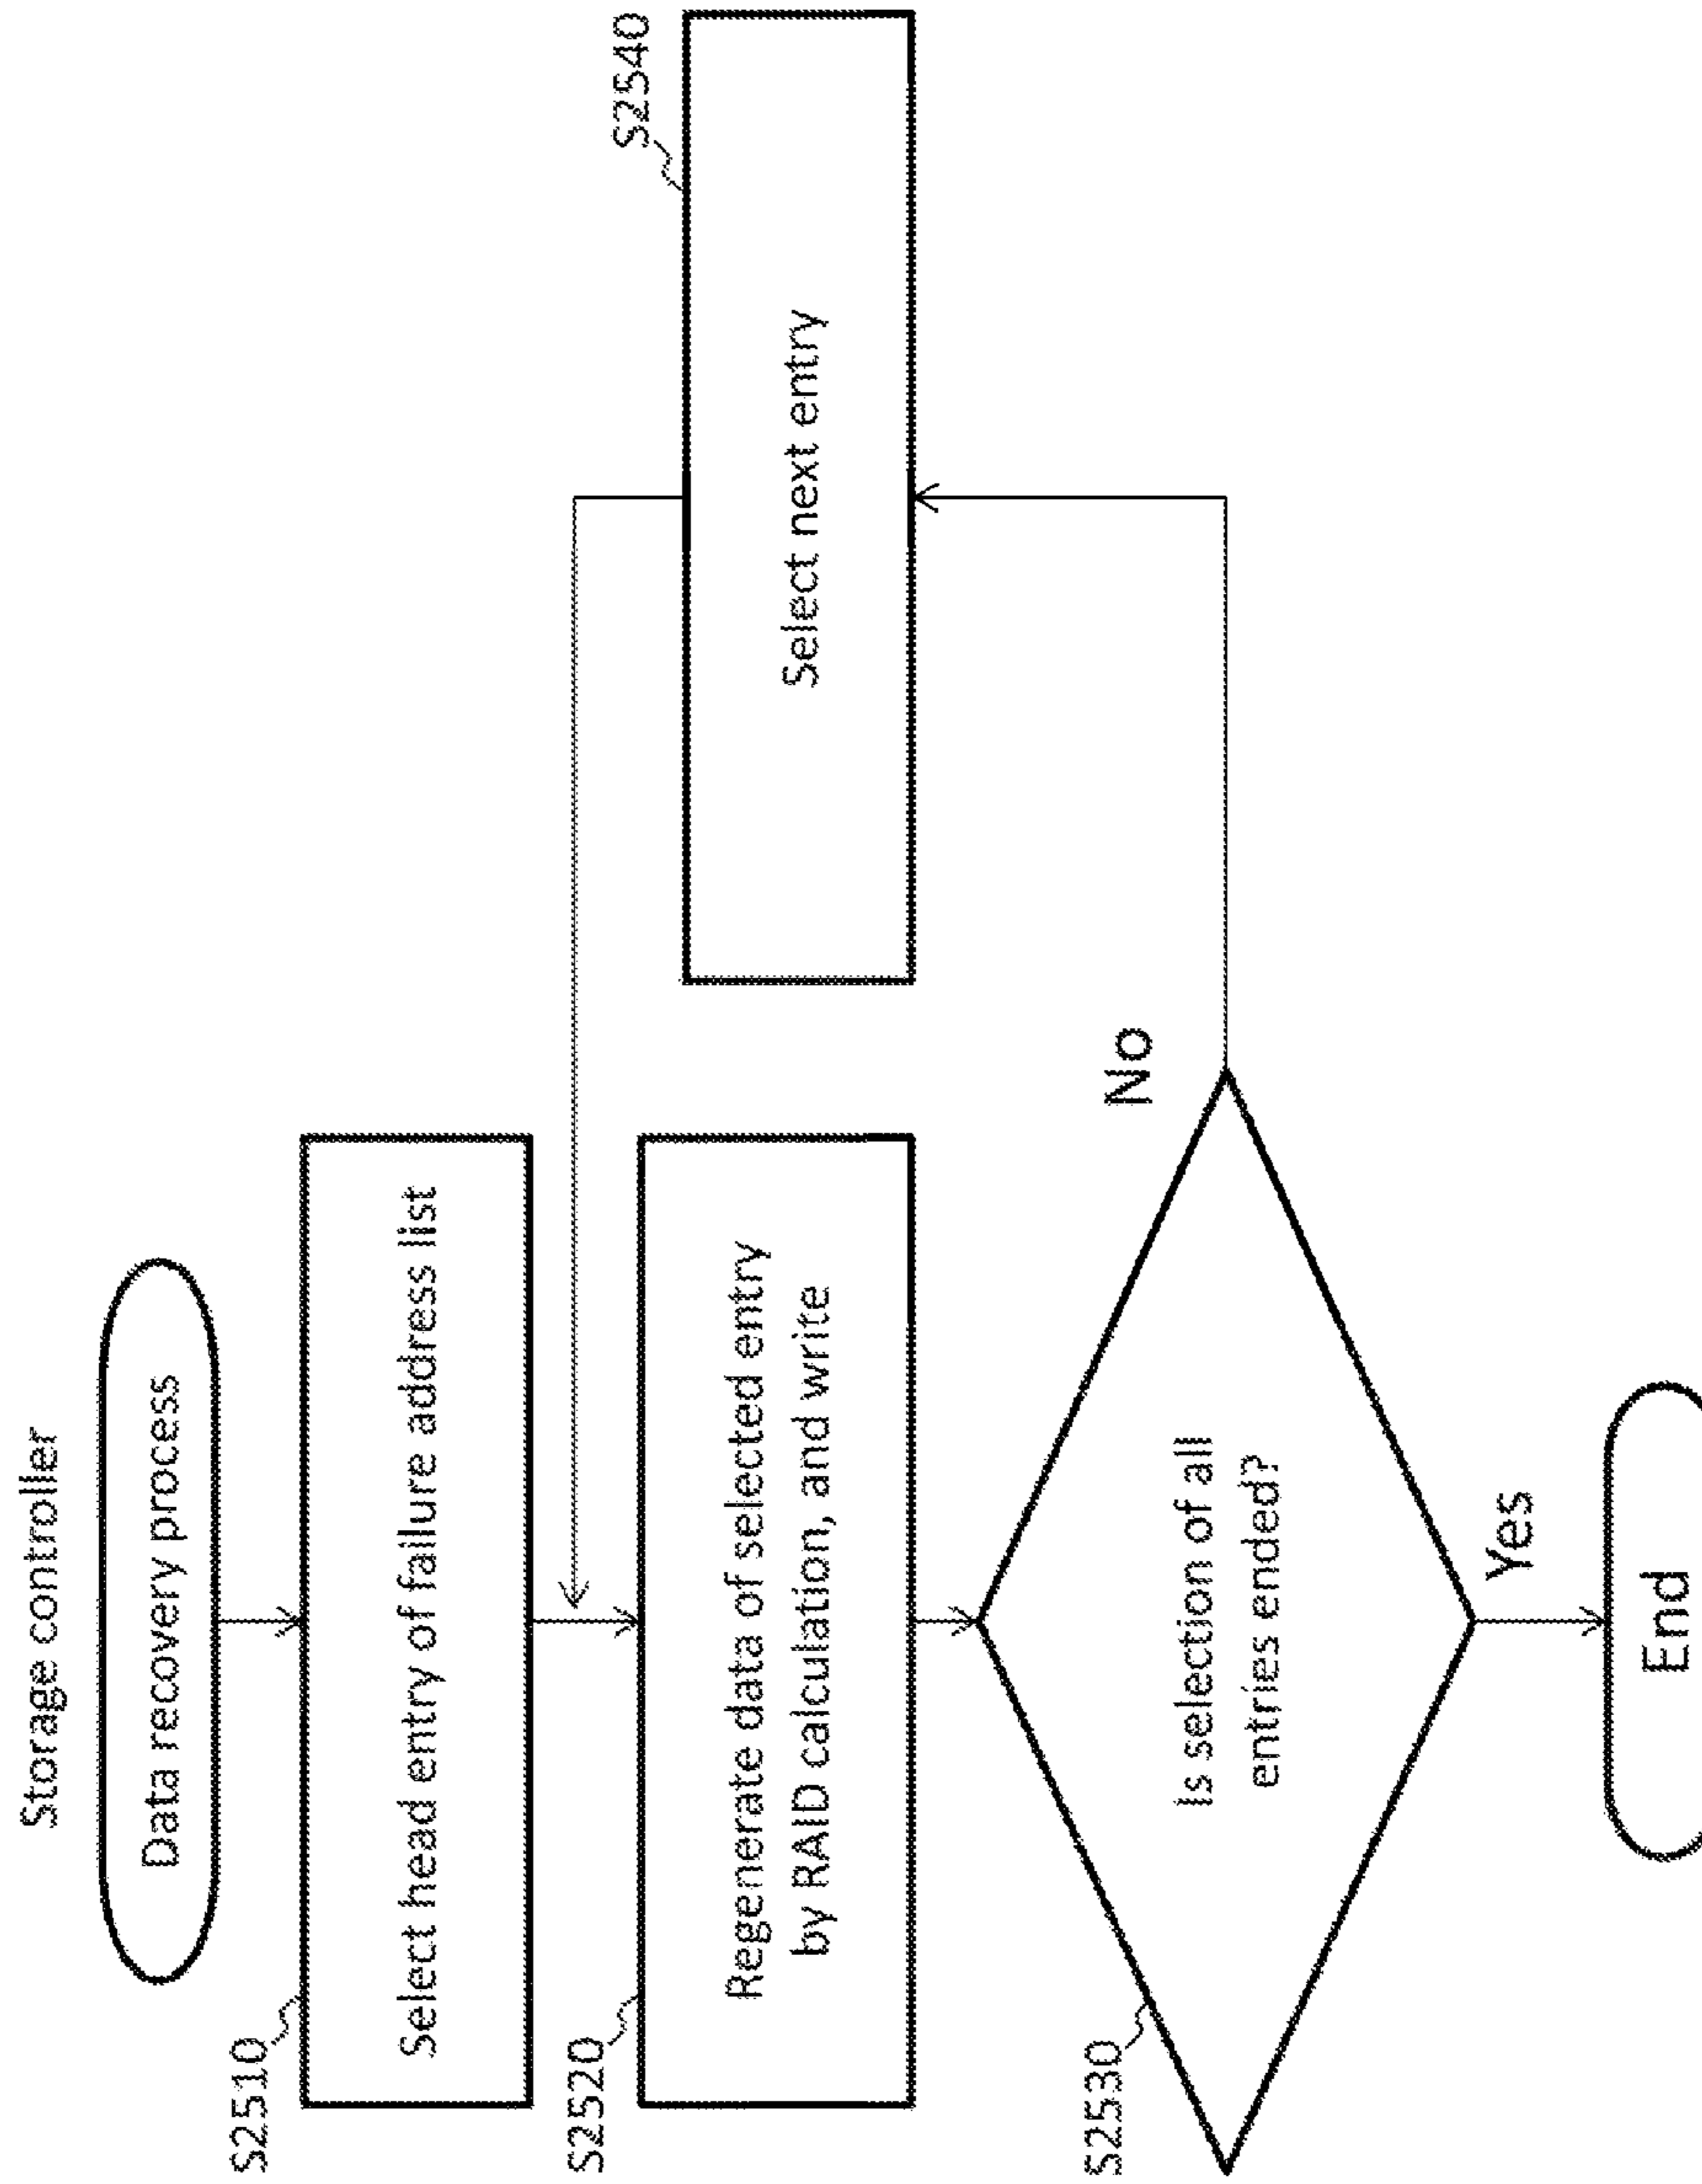 Storage controller
Data recovery process
S2510
Select head entry of failure address list
S2520
Regenerate data of selected entry
by RAID calculation, and write
S2540
Select next entry
S2530
Is selection of all
entries ended?
No
Yes
End